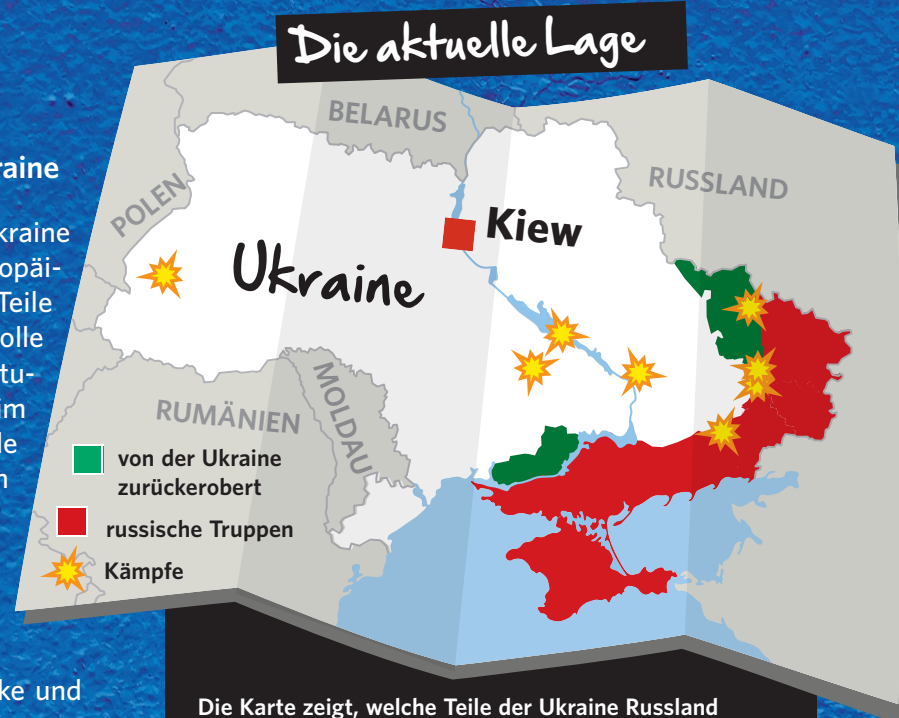 Die aktuelle Lage
raine
kraine
opäi-
Teile
olle
tu-
im
le
n
ke und
BELARUS
POLEN
RUSSLAND
Kiew
Ukraine
MOLDAU
RUMÄNIEN
von der Ukraine
zurückerobert
russische Truppen
Kämpfe
Die Karte zeigt, welche Teile der Ukraine Russland